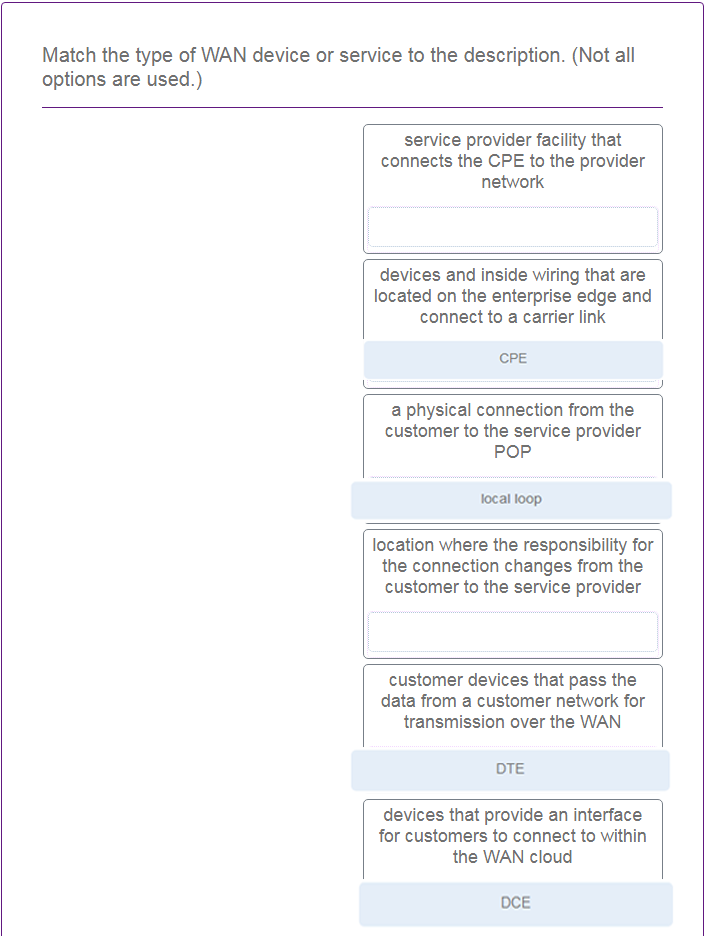 Match the type of WAN device or service to the description. (Not all
options are used.)
service provider facility that
connects the CPE to the provider
network
devices and inside wiring that are
located on the enterprise edge and
connect to a carrier link
CPE
a physical connection from the
customer to the service provider
POP
local loop
location where the responsibility for
the connection changes from the
customer to the service provider
customer devices that pass the
data from a customer network for
transmission over the WAN
DTE
devices that provide an interface
for customers to connect to within
the WAN cloud
DCE